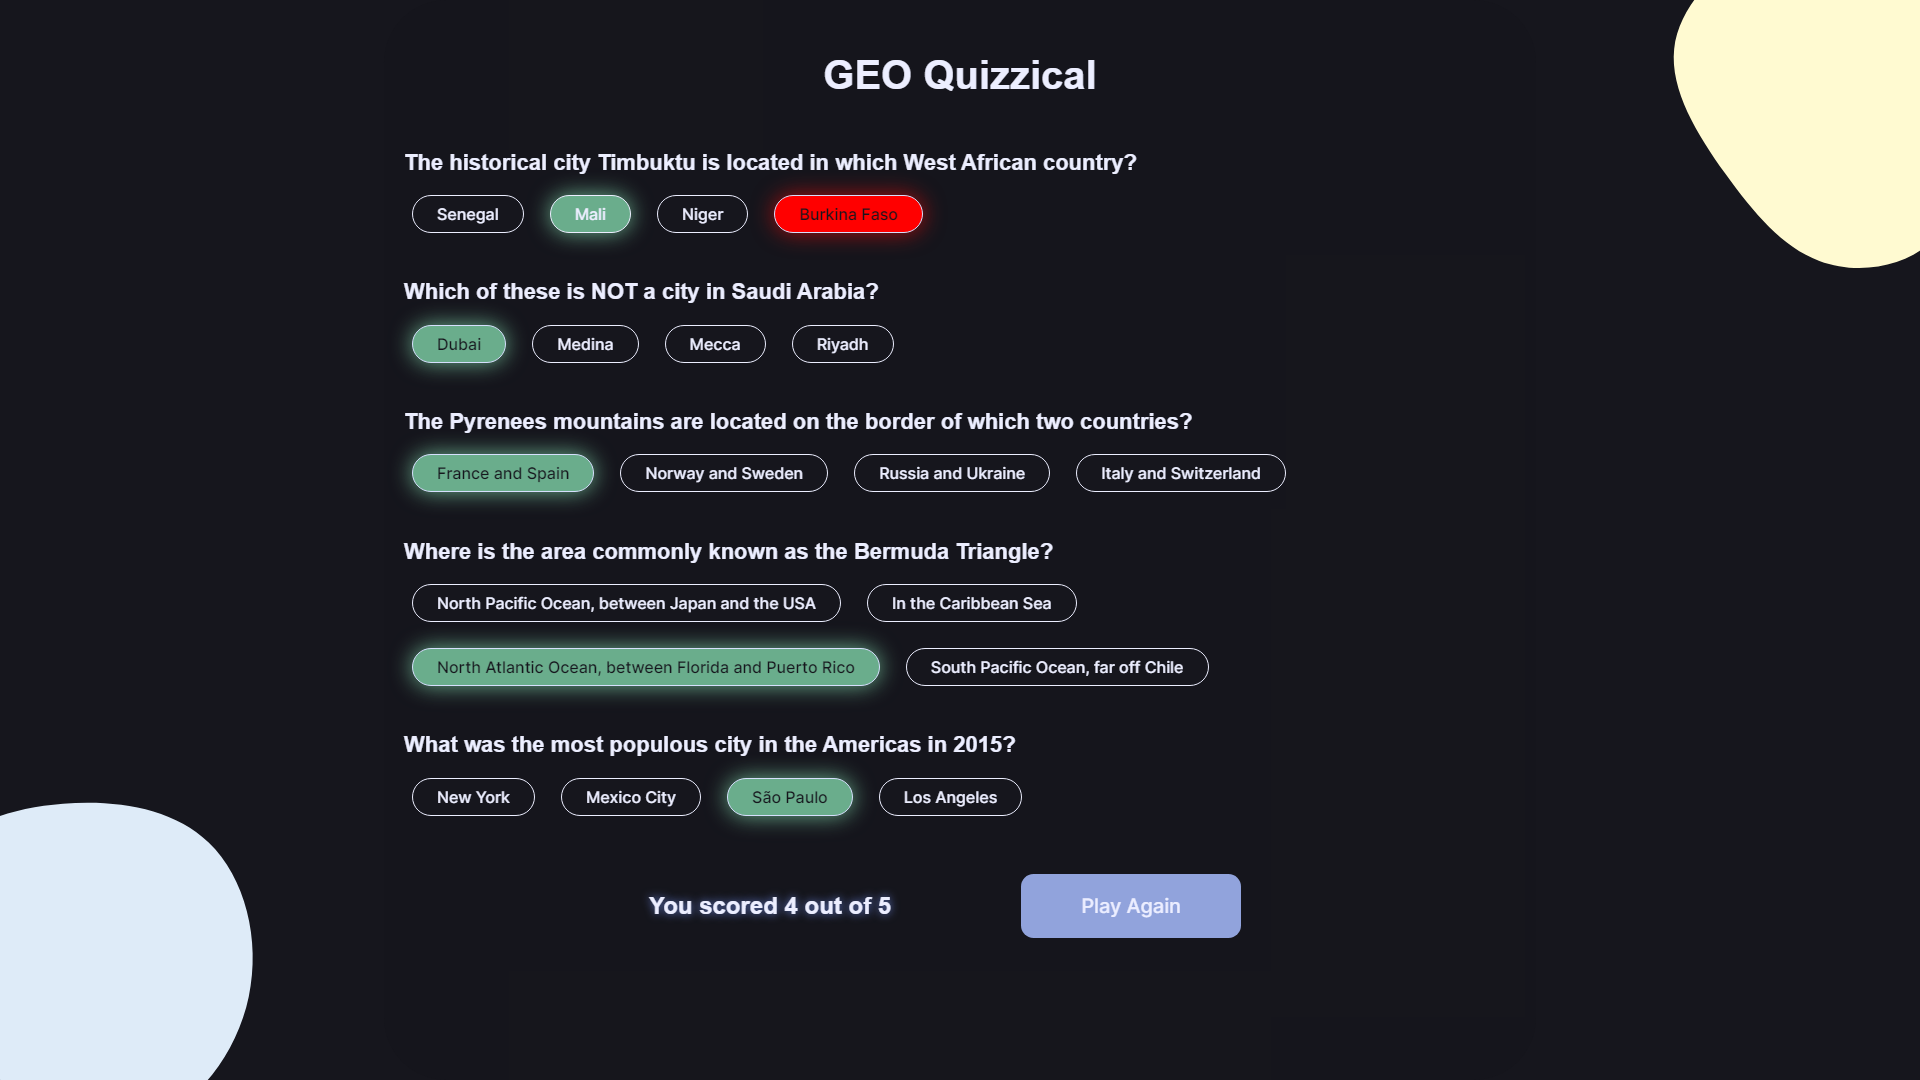 GEO Quizzical
The historical city Timbuktu is located in which West African country?
Senegal Mali Niger Burkina Faso
Which of these is NOT a city in Saudi Arabia?
Dubai Medina Mecca Riyadh
The Pyrenees mountains are located on the border of which two countries?
France and Spain Norway and Sweden Russia and Ukraine Italy and Switzerland
Where is the area commonly known as the Bermuda Triangle?
North Pacific Ocean, between Japan and the USA In the Caribbean Sea
North Atlantic Ocean, between Florida and Puerto Rico South Pacific Ocean, far off Chile
What was the most populous city in the Americas in 2015?
New York Mexico City São Paulo Los Angeles
You scored 4 out of 5 Play Again